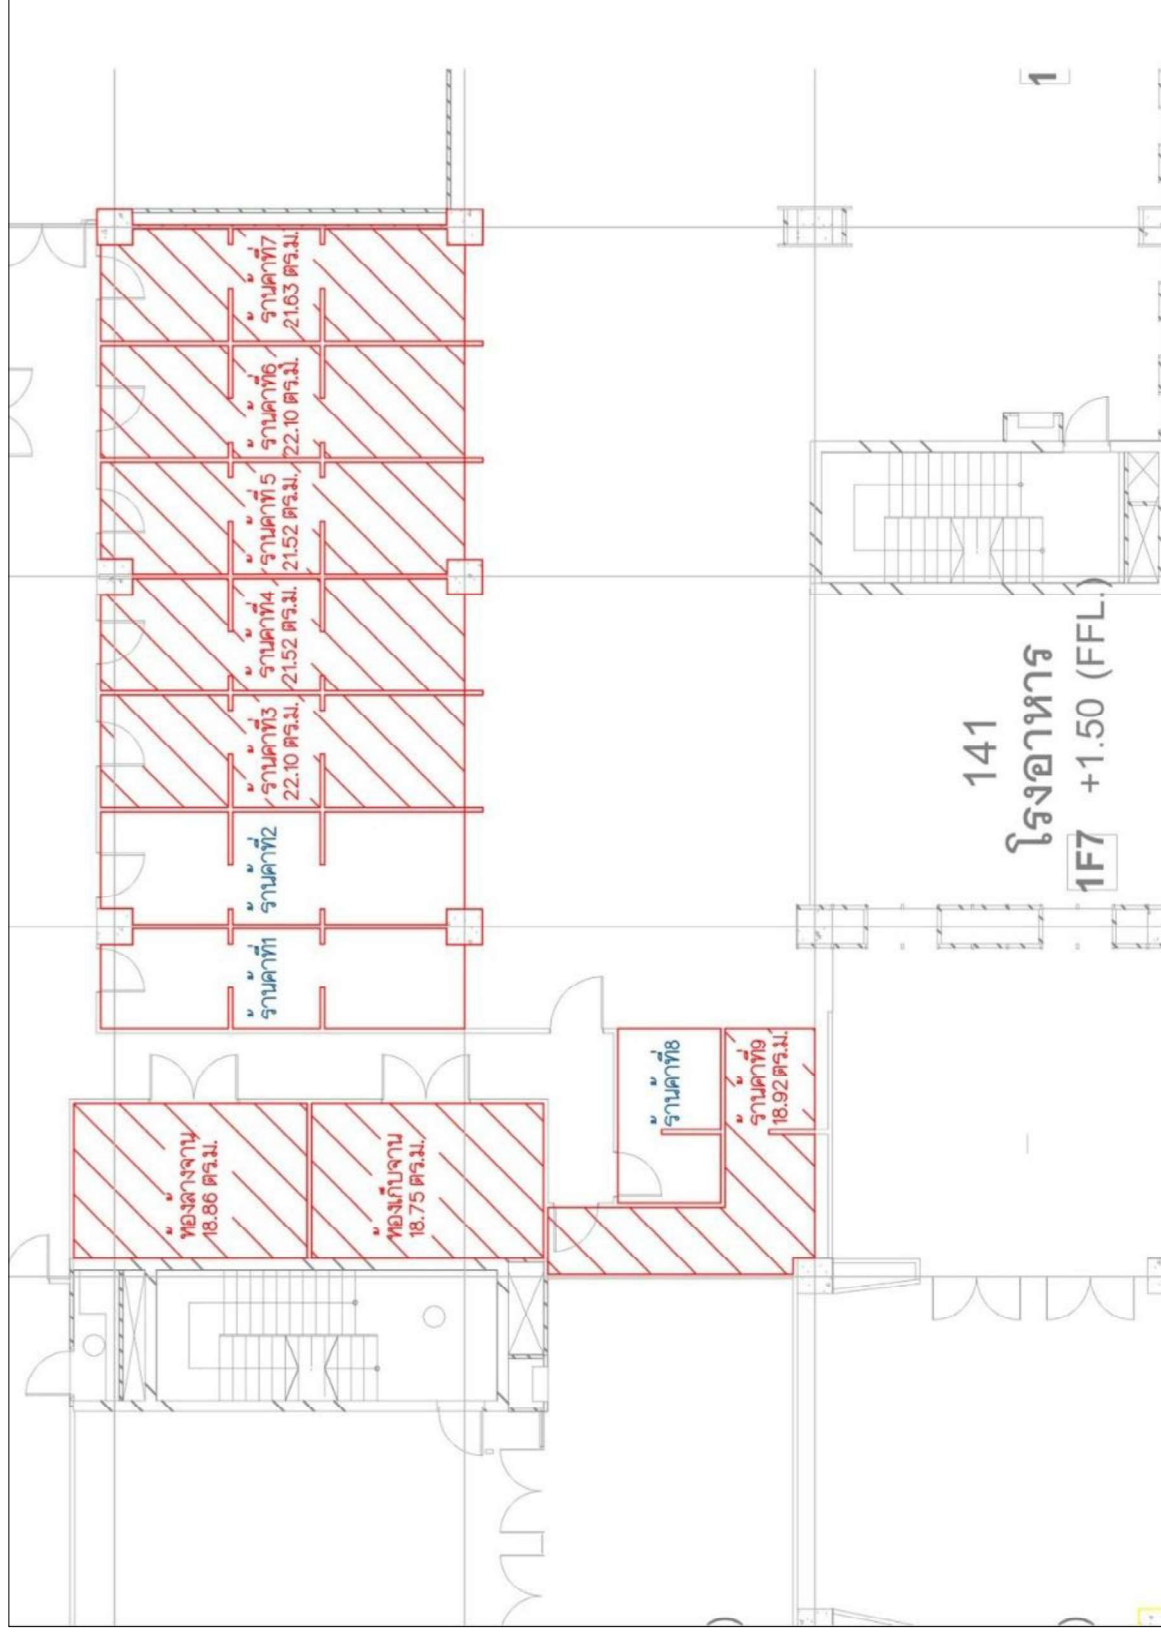 ร้านค้าที่1
ร้านค้าที่2
ร้านค้าที่3
22.10 ตร.ม.
ร้านค้าที่4
21.52 ตร.ม.
ร้านค้าที่ 5
21.52 ตร.ม.
ร้านค้าที่6
22.10 ตร.ม.
ร้านค้าที่7
21.63 ตร.ม.
ห้องล้างจาน
18.86 ตร.ม.
ห้องเก็บจาน
18.75 ตร.ม.
ร้านค้าที่8
ร้านค้าที่9
18.92 ตร.ม.
141
โรงอาหาร
1F7 +1.50 (FFL.)
1